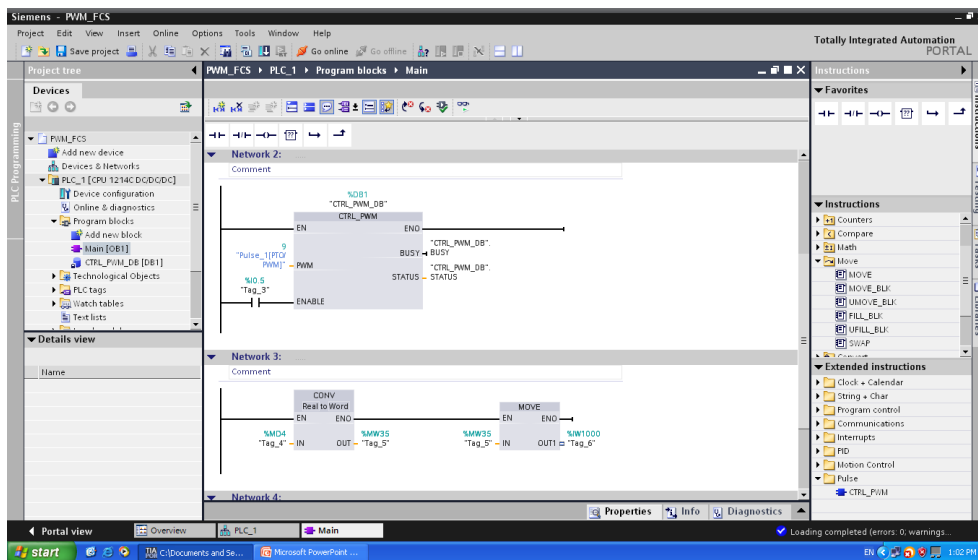 Siemens - PWM_FCS
Project Edit View Insert Online Options Tools Window Help
Totally Integrated Automation
PORTAL
Save project
Go online
Go offline
Project tree
PWM_FCS PLC_1 Program blocks Main
Instructions
Devices
Favorites
PLC Programming
PWM_FCS
Add new device
Devices & Networks
PLC_1 [CPU 1214C DC/DC/DC]
Device configuration
Online & diagnostics
Program blocks
Add new block
Main [OB1]
CTRL_PWM_DB [DB1]
Technological Objects
PLC tags
Watch tables
Text lists
Details view
Name
Network 2: ...
Comment
%DB1
"CTRL_PWM_DB"
CTRL_PWM
EN ENO
9
"Pulse_1[PTO/
PWM]" PWM
BUSY "CTRL_PWM_DB".
BUSY
STATUS "CTRL_PWM_DB".
STATUS
%I0.5
"Tag_3"
ENABLE
Network 3: ...
Comment
CONV
Real to Word
EN ENO
%MD4
"Tag_4" IN
OUT %MW35
"Tag_5"
MOVE
EN ENO
%MW35
"Tag_5" IN
OUT1 %IW1000
"Tag_6"
Network 4:
Instructions
Counters
Compare
Math
Move
MOVE
MOVE_BLK
UMOVE_BLK
FILL_BLK
UFILL_BLK
SWAP
Convert
Extended instructions
Clock + Calendar
String + Char
Program control
Communications
Interrupts
PID
Motion Control
Pulse
CTRL_PWM
Properties Info Diagnostics
Portal view Overview PLC_1 Main
Loading completed (errors: 0; warnings...
start C:\Documents and Se... Microsoft PowerPoint ... EN 1:02 PM